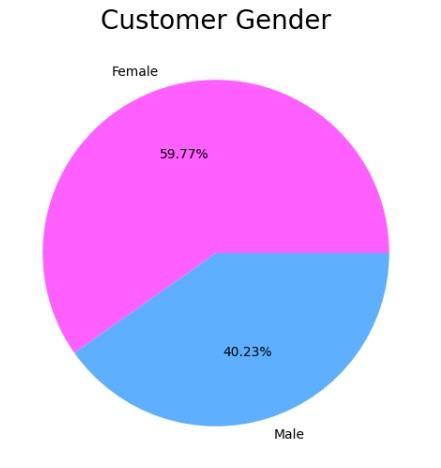 Customer Gender
Female
59.77%
40.23%
Male